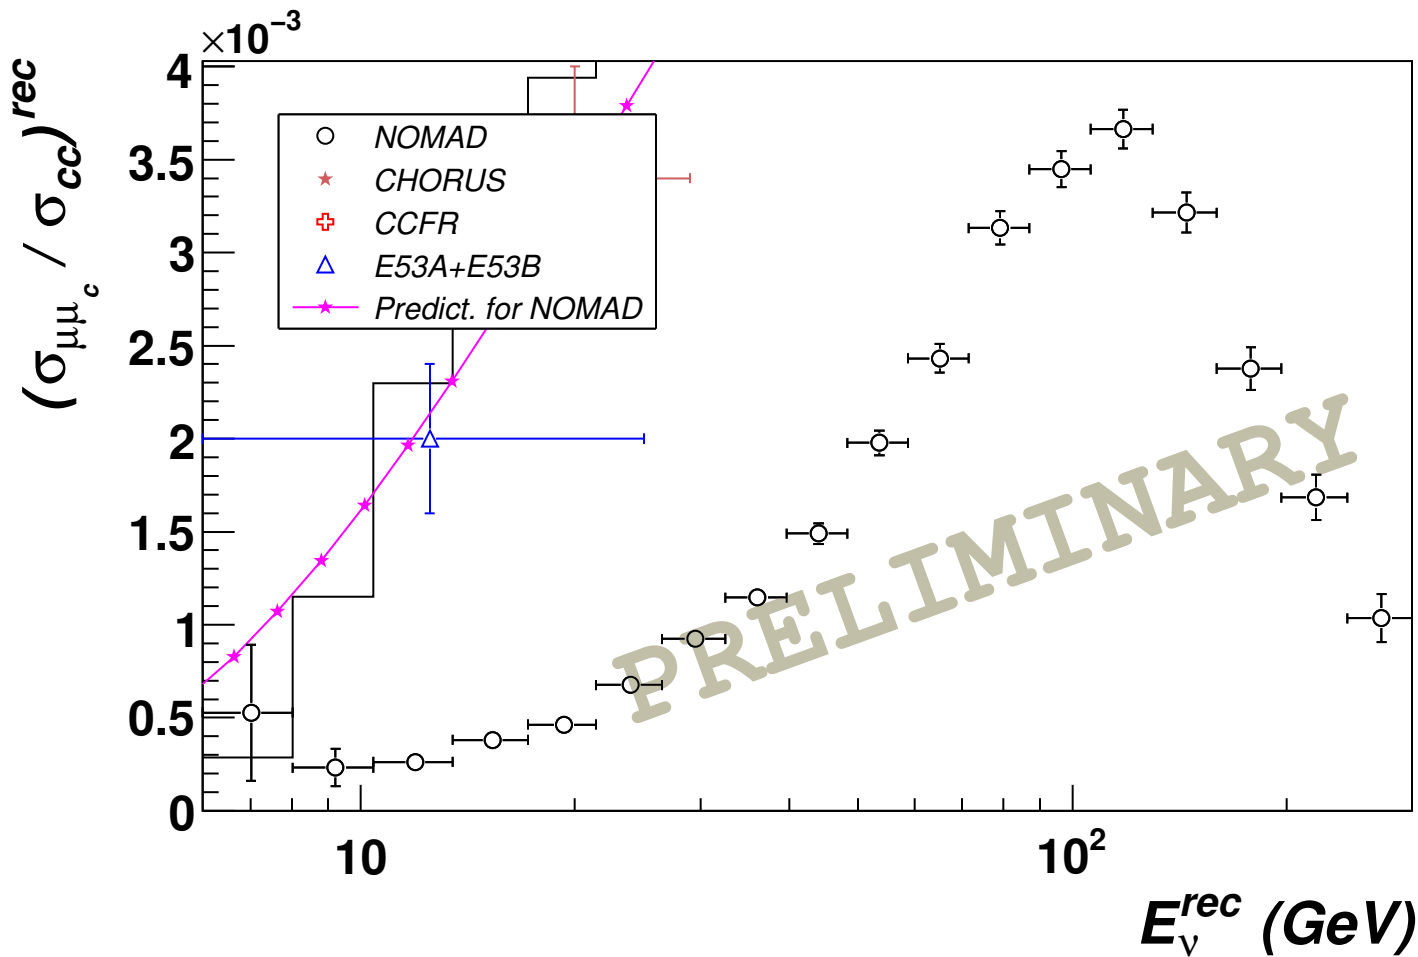 ×10⁻³
(σμμc / σcc)rec
4
3.5
3
2.5
2
1.5
1
0.5
0
NOMAD
CHORUS
CCFR
E53A+E53B
Predict. for NOMAD
PRELIMINARY
10 10²
Eνrec (GeV)